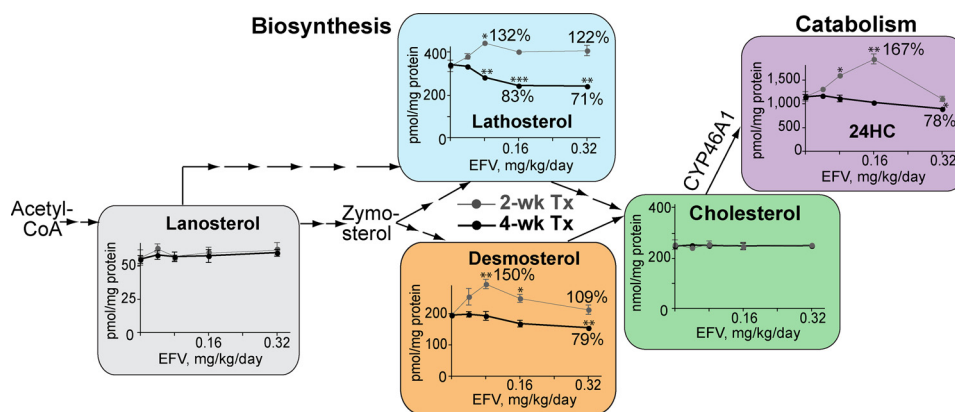 Biosynthesis
Catabolism
132%
122%
400
200
0
pmol/mg protein
*
**
***
**
83%
71%
Lathosterol
0.16
0.32
EFV, mg/kg/day
167%
1,500
1,000
500
0
pmol/mg protein
*
**
*
78%
24HC
0.16
0.32
EFV, mg/kg/day
CYP46A1
Acetyl-
CoA
Lanosterol
50
25
0
pmol/mg protein
0.16
0.32
EFV, mg/kg/day
Zymo-
sterol
2-wk Tx
4-wk Tx
Desmosterol
**
150%
*
109%
200
100
0
pmol/mg protein
**
79%
0.16
0.32
EFV, mg/kg/day
Cholesterol
400
200
0
nmol/mg protein
0.16
0.32
EFV, mg/kg/day